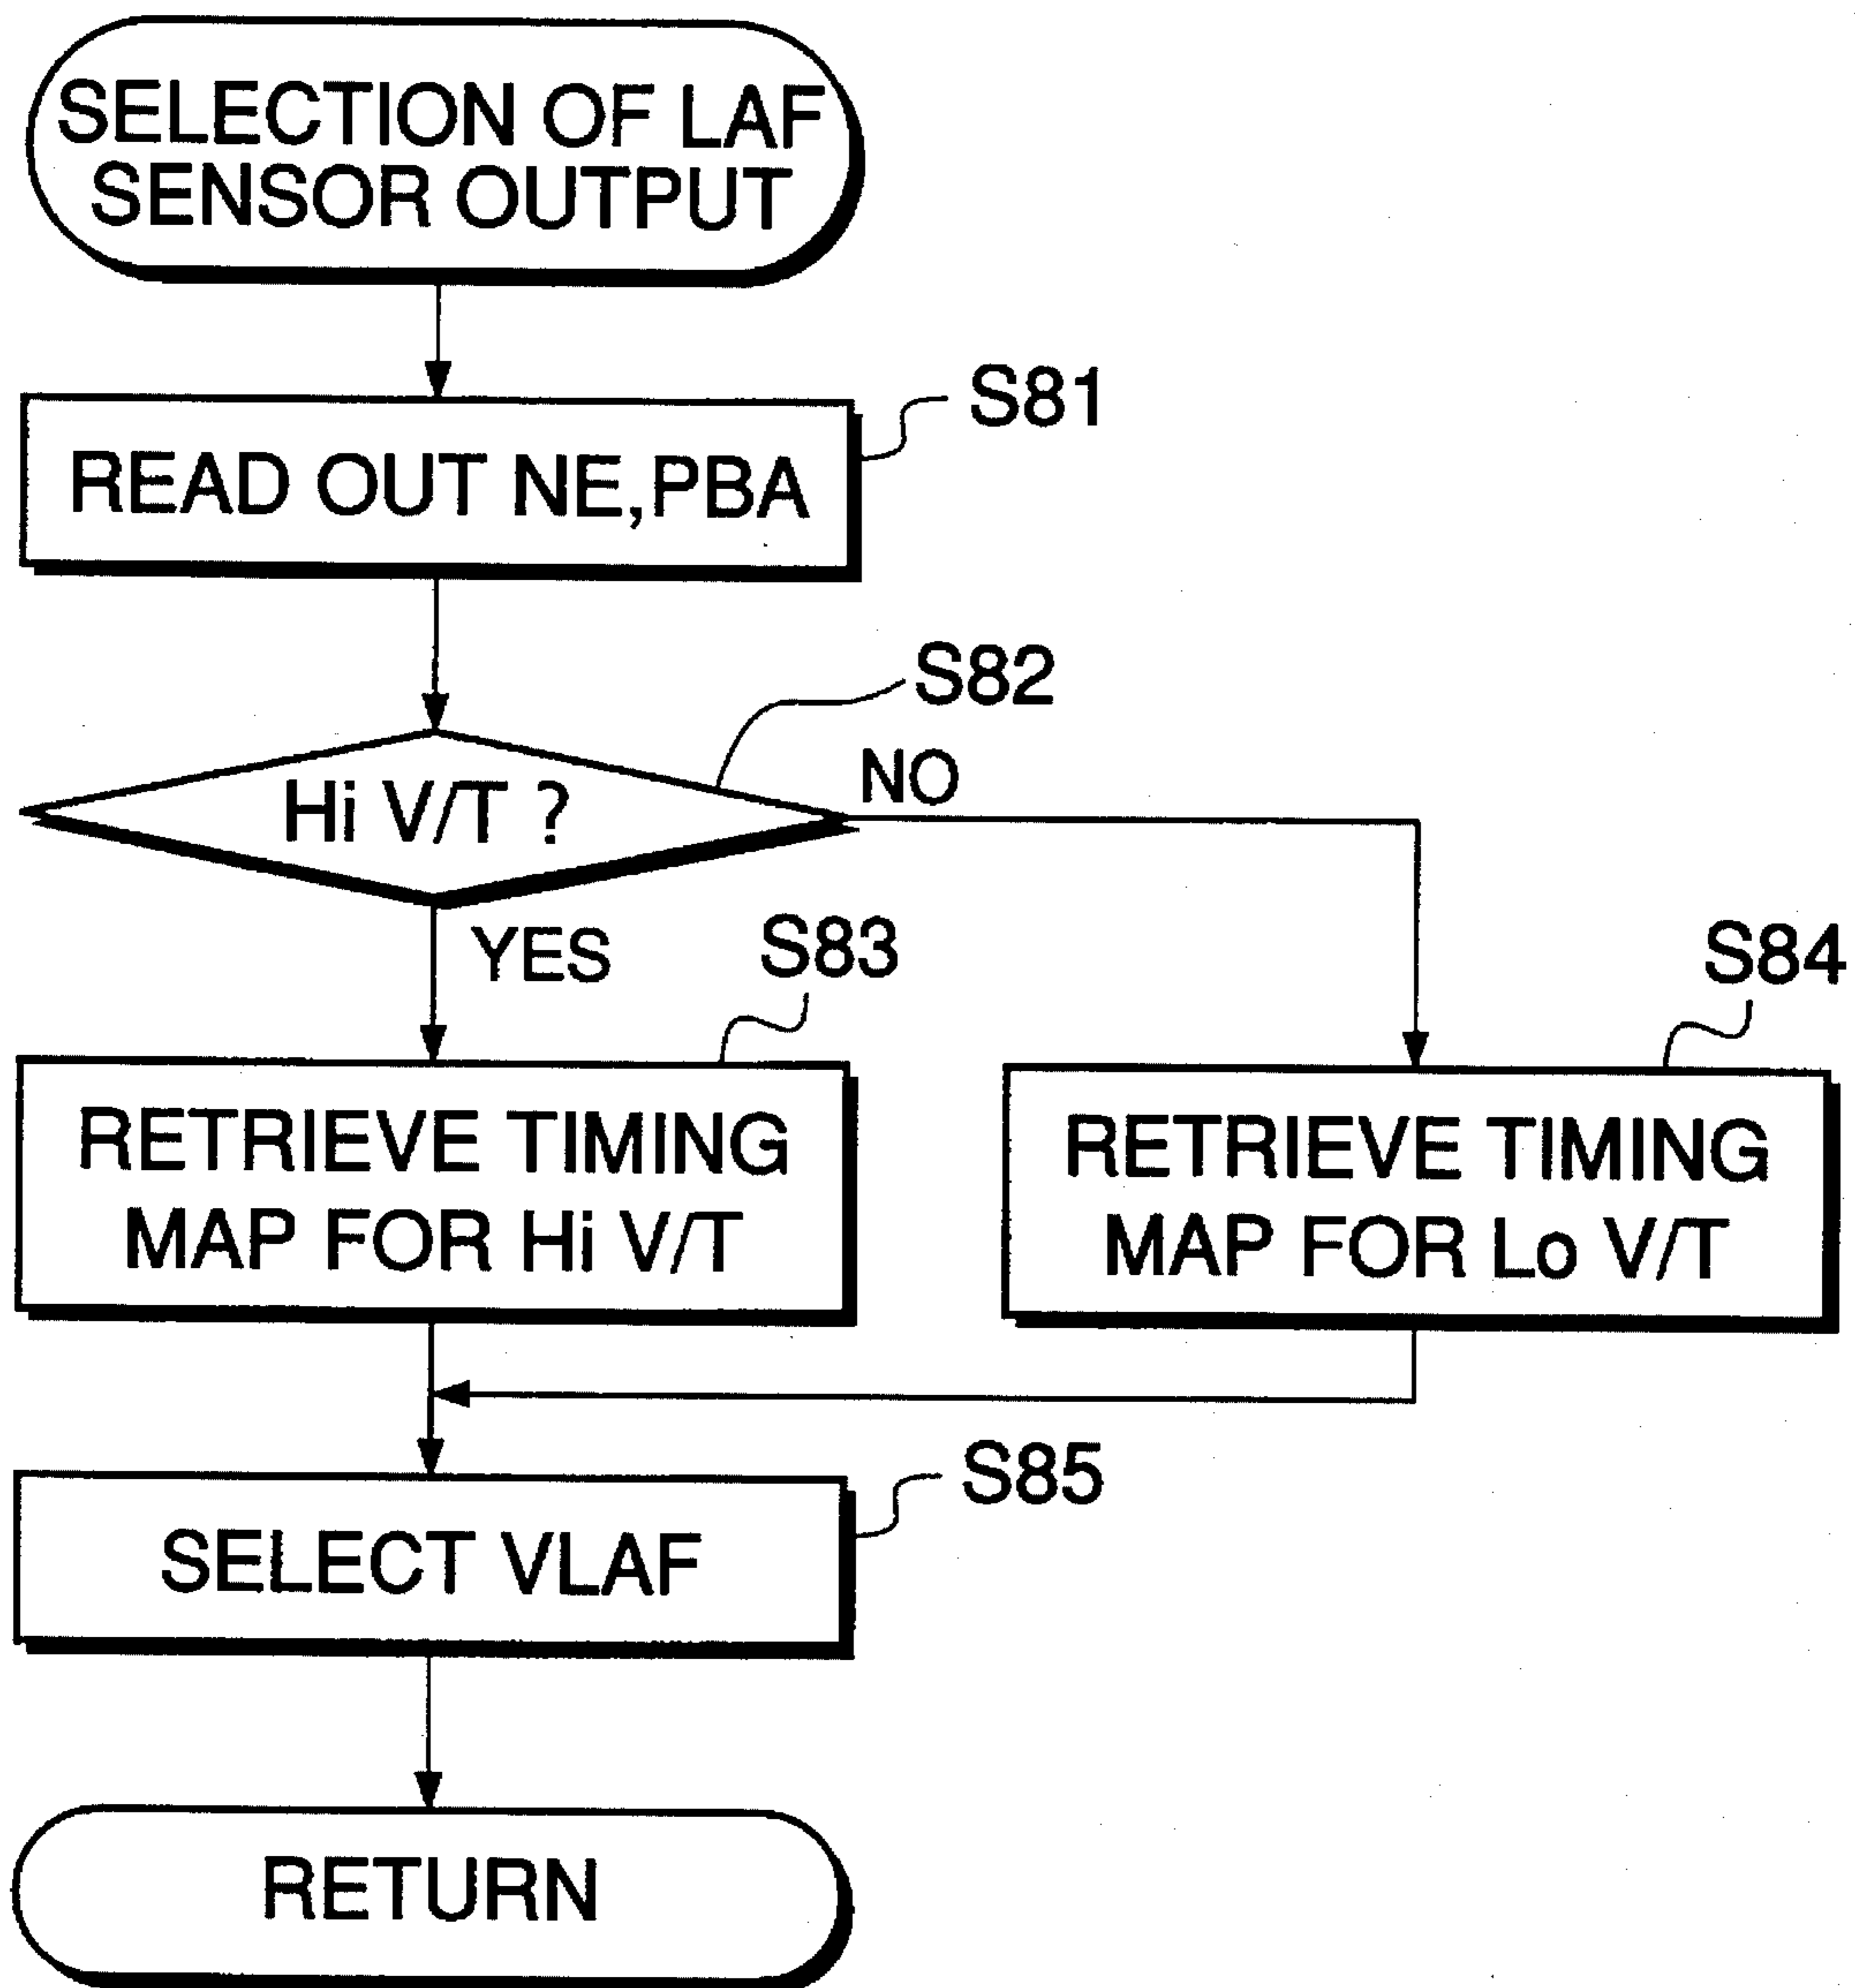 SELECTION OF LAF
SENSOR OUTPUT
S81
READ OUT NE,PBA
S82
Hi V/T ?
NO
YES
S83
S84
RETRIEVE TIMING
MAP FOR Hi V/T
RETRIEVE TIMING
MAP FOR Lo V/T
S85
SELECT VLAF
RETURN